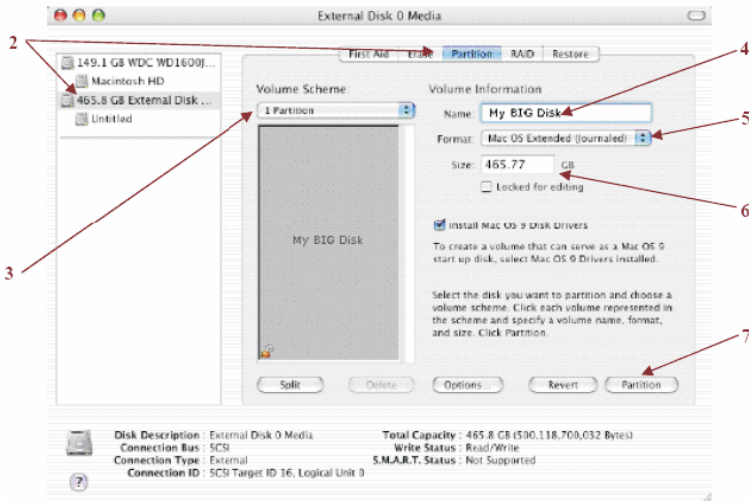 External Disk 0 Media
2
First Aid Erase Partition RAID Restore
4
149.1 GB WDC WD1600J...
Macintosh HD
465.8 GB External Disk ...
Untitled
Volume Scheme:
1 Partition
My BIG Disk
3
Volume Information
Name: My BIG Disk
5
Format: Mac OS Extended (Journaled)
Size: 465.77 GB
Locked for editing
6
Install Mac OS 9 Disk Drivers
To create a volume that can serve as a Mac OS 9
start up disk, select Mac OS 9 Drivers installed.
Select the disk you want to partition and choose a
volume scheme. Click each volume represented in
the scheme and specify a volume name, format,
and size. Click Partition.
7
Split Delete Options... Revert Partition
Disk Description : External Disk 0 Media
Connection Bus : SCSI
Connection Type : External
Connection ID : SCSI Target ID 16, Logical Unit 0
Total Capacity : 465.8 GB (500,118,700,032 Bytes)
Write Status : Read/Write
S.M.A.R.T. Status : Not Supported
?